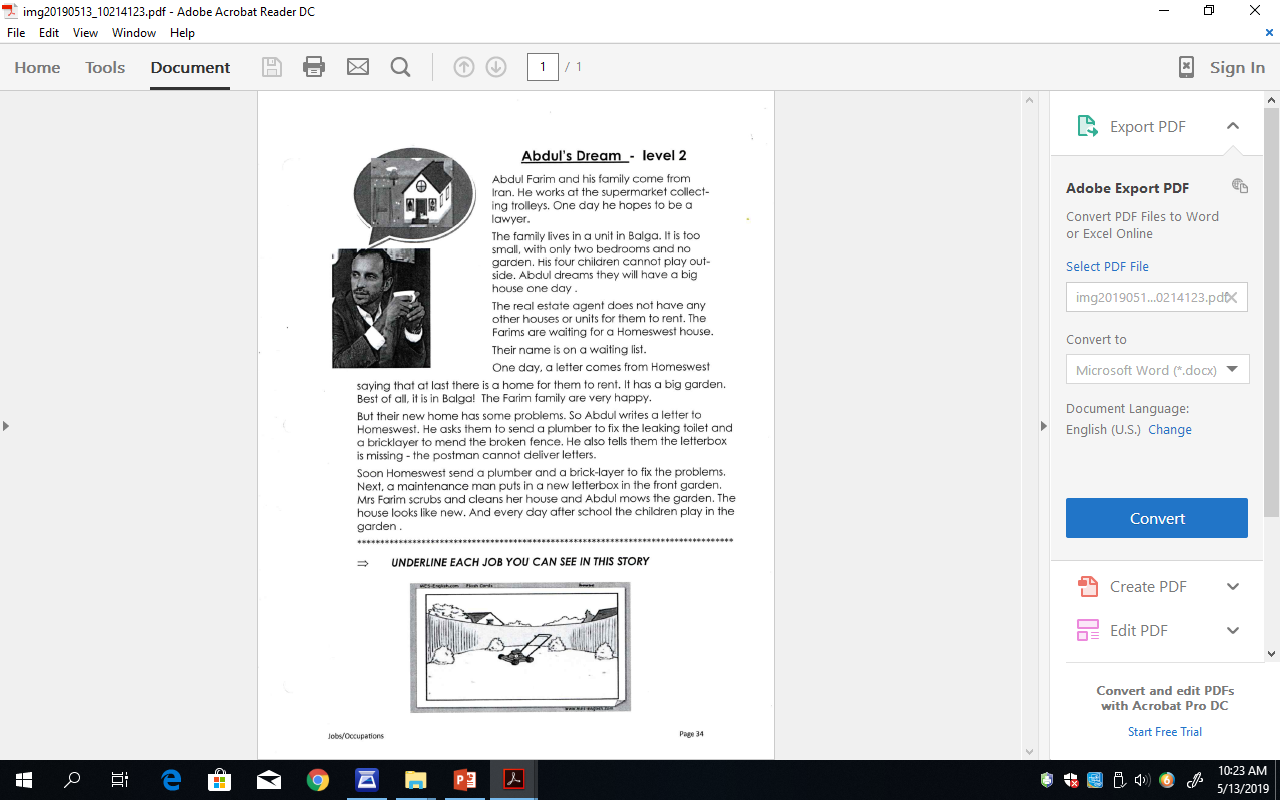 img20190513_10214123.pdf - Adobe Acrobat Reader DC
File Edit View Window Help
Home Tools Document 1 / 1 Sign In
Abdul's Dream - level 2
Abdul Farim and his family come from
Iran. He works at the supermarket collect-
ing trolleys. One day he hopes to be a
lawyer.
The family lives in a unit in Balga. It is too
small, with only two bedrooms and no
garden. His four children cannot play out-
side. Abdul dreams they will have a big
house one day .
The real estate agent does not have any
other houses or units for them to rent. The
Farims are waiting for a Homeswest house.
Their name is on a waiting list.
One day, a letter comes from Homeswest
saying that at last there is a home for them to rent. It has a big garden.
Best of all, it is in Balga! The Farim family are very happy.
But their new home has some problems. So Abdul writes a letter to
Homeswest. He asks them to send a plumber to fix the leaking toilet and
a bricklayer to mend the broken fence. He also tells them the letterbox
is missing - the postman cannot deliver letters.
Soon Homeswest send a plumber and a brick-layer to fix the problems.
Next, a maintenance man puts in a new letterbox in the front garden.
Mrs Farim scrubs and cleans her house and Abdul mows the garden. The
house looks like new. And every day after school the children play in the
garden .
********************************************************************************
⇒ UNDERLINE EACH JOB YOU CAN SEE IN THIS STORY
MES-English.com Flash Cards
www.mes-english.com
Jobs/Occupations Page 34
Export PDF
Adobe Export PDF
Convert PDF Files to Word
or Excel Online
Select PDF File
img2019051...0214123.pdf
Convert to
Microsoft Word (*.docx)
Document Language:
English (U.S.) Change
Convert
Create PDF
Edit PDF
Convert and edit PDFs
with Acrobat Pro DC
Start Free Trial
10:23 AM
5/13/2019